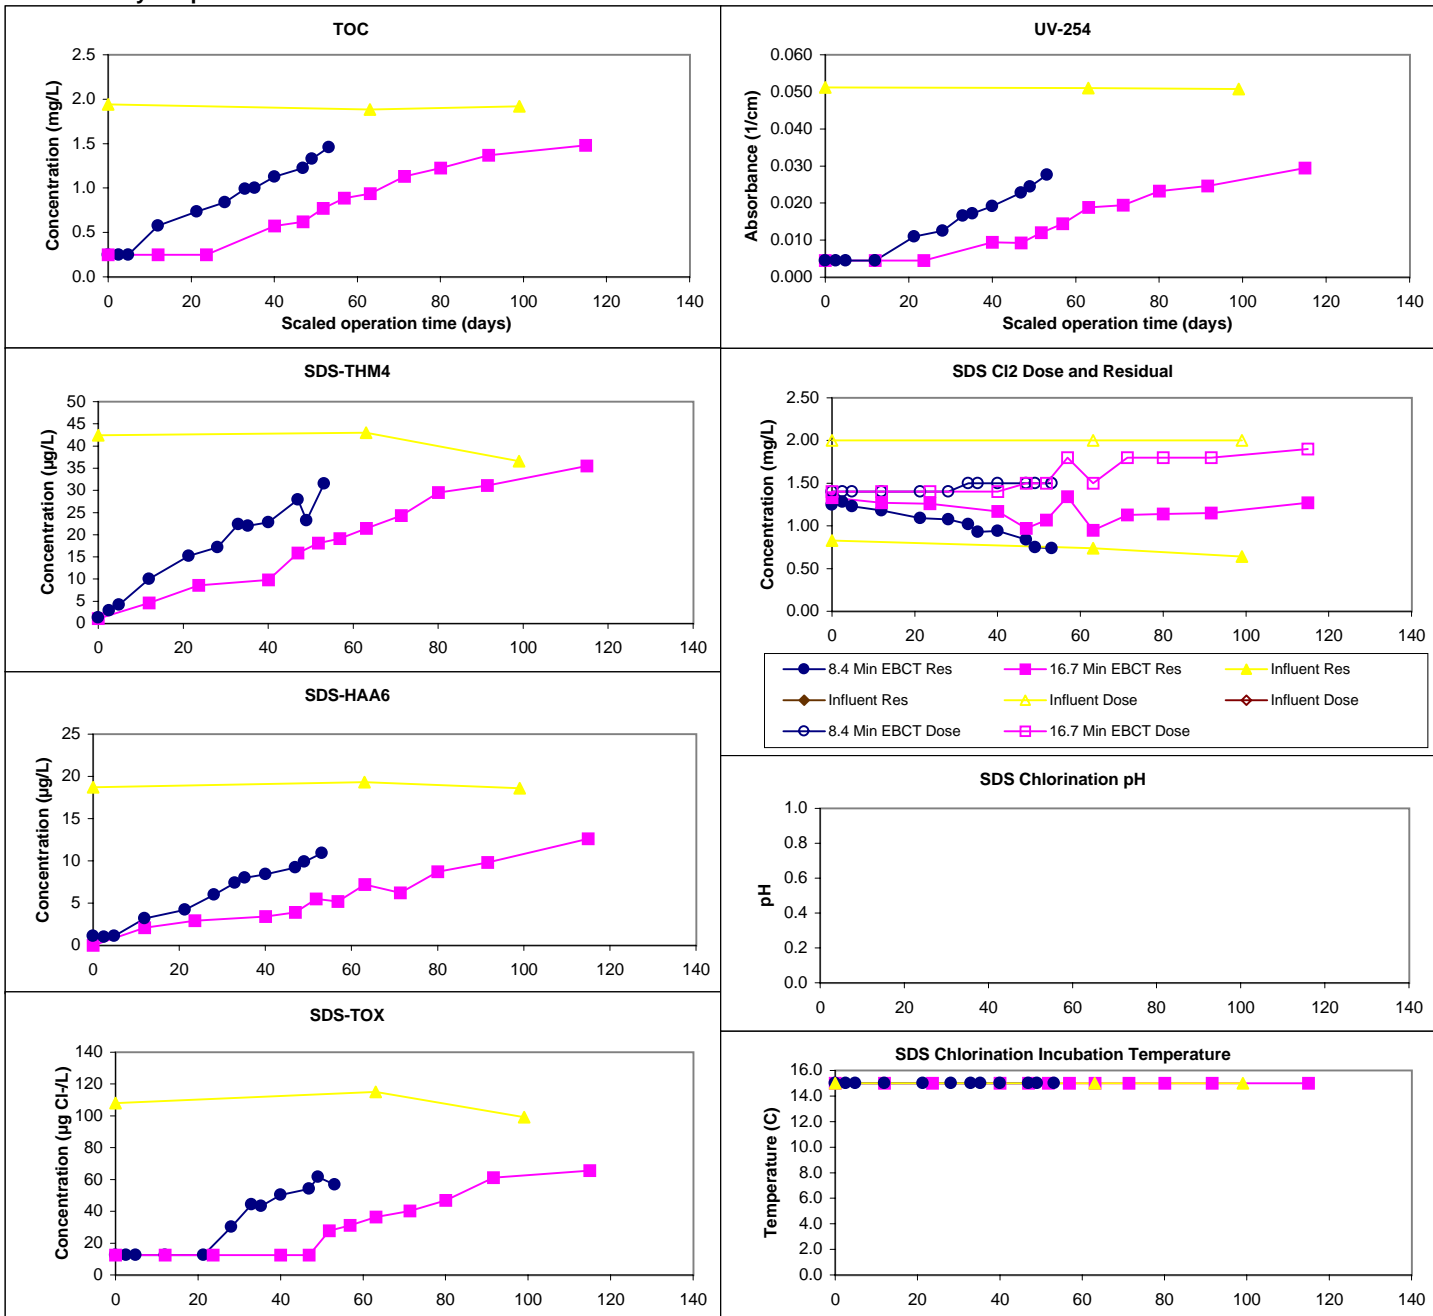 TOC
Concentration (mg/L)
2.5
2.0
1.5
1.0
0.5
0.0
0 20 40 60 80 100 120 140
Scaled operation time (days)
UV-254
Absorbance (1/cm)
0.060
0.050
0.040
0.030
0.020
0.010
0.000
0 20 40 60 80 100 120 140
Scaled operation time (days)
SDS-THM4
Concentration (µg/L)
50
45
40
35
30
25
20
15
10
5
0
0 20 40 60 80 100 120 140
SDS Cl2 Dose and Residual
Concentration (mg/L)
2.50
2.00
1.50
1.00
0.50
0.00
0 20 40 60 80 100 120 140
8.4 Min EBCT Res 16.7 Min EBCT Res Influent Res
Influent Res Influent Dose Influent Dose
8.4 Min EBCT Dose 16.7 Min EBCT Dose
SDS-HAA6
Concentration (µg/L)
25
20
15
10
5
0
0 20 40 60 80 100 120 140
SDS Chlorination pH
pH
1.0
0.8
0.6
0.4
0.2
0.0
0 20 40 60 80 100 120 140
SDS-TOX
Concentration (µg Cl-/L)
140
120
100
80
60
40
20
0
0 20 40 60 80 100 120 140
SDS Chlorination Incubation Temperature
Temperature (C)
16.0
14.0
12.0
10.0
8.0
6.0
4.0
2.0
0.0
0 20 40 60 80 100 120 140